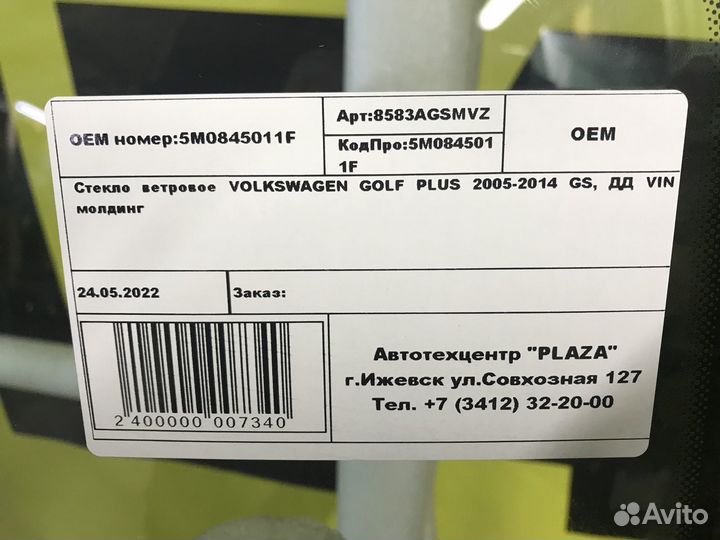 OEM номер:5M0845011F
Арт:8583AGSMVZ
КодПро:5M084501
1F
OEM
Стекло ветровое VOLKSWAGEN GOLF PLUS 2005-2014 GS, ДД VIN
молдинг
24.05.2022
Заказ:
2 400000 007340
Автотехцентр "PLAZA"
г.Ижевск ул.Совхозная 127
Тел. +7 (3412) 32-20-00
Avito